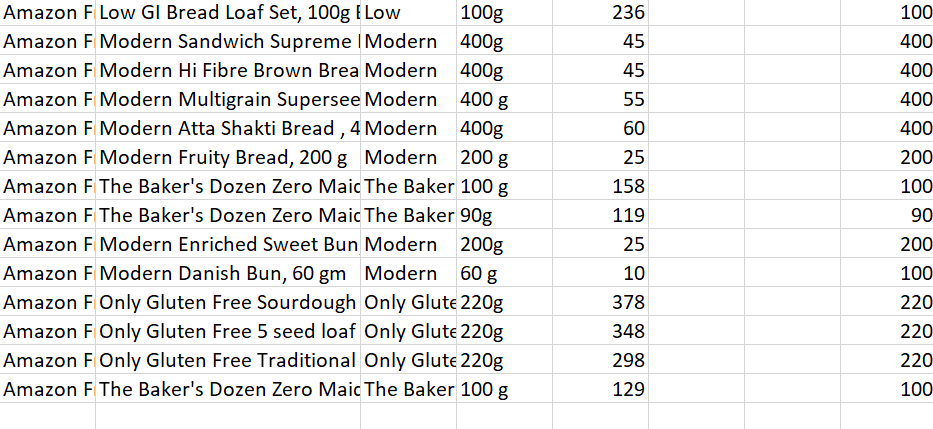 Amazon F Low GI Bread Loaf Set, 100g Low 100g 236 100
Amazon F Modern Sandwich Supreme Modern 400g 45 400
Amazon F Modern Hi Fibre Brown Brea Modern 400g 45 400
Amazon F Modern Multigrain Supersee Modern 400 g 55 400
Amazon F Modern Atta Shakti Bread , 4 Modern 400g 60 400
Amazon F Modern Fruity Bread, 200 g Modern 200 g 25 200
Amazon F The Baker's Dozen Zero Maid The Baker 100 g 158 100
Amazon F The Baker's Dozen Zero Maid The Baker 90g 119 90
Amazon F Modern Enriched Sweet Bun Modern 200g 25 200
Amazon F Modern Danish Bun, 60 gm Modern 60 g 10 100
Amazon F Only Gluten Free Sourdough Only Glute 220g 378 220
Amazon F Only Gluten Free 5 seed loaf Only Glute 220g 348 220
Amazon F Only Gluten Free Traditional Only Glute 220g 298 220
Amazon F The Baker's Dozen Zero Maid The Baker 100 g 129 100